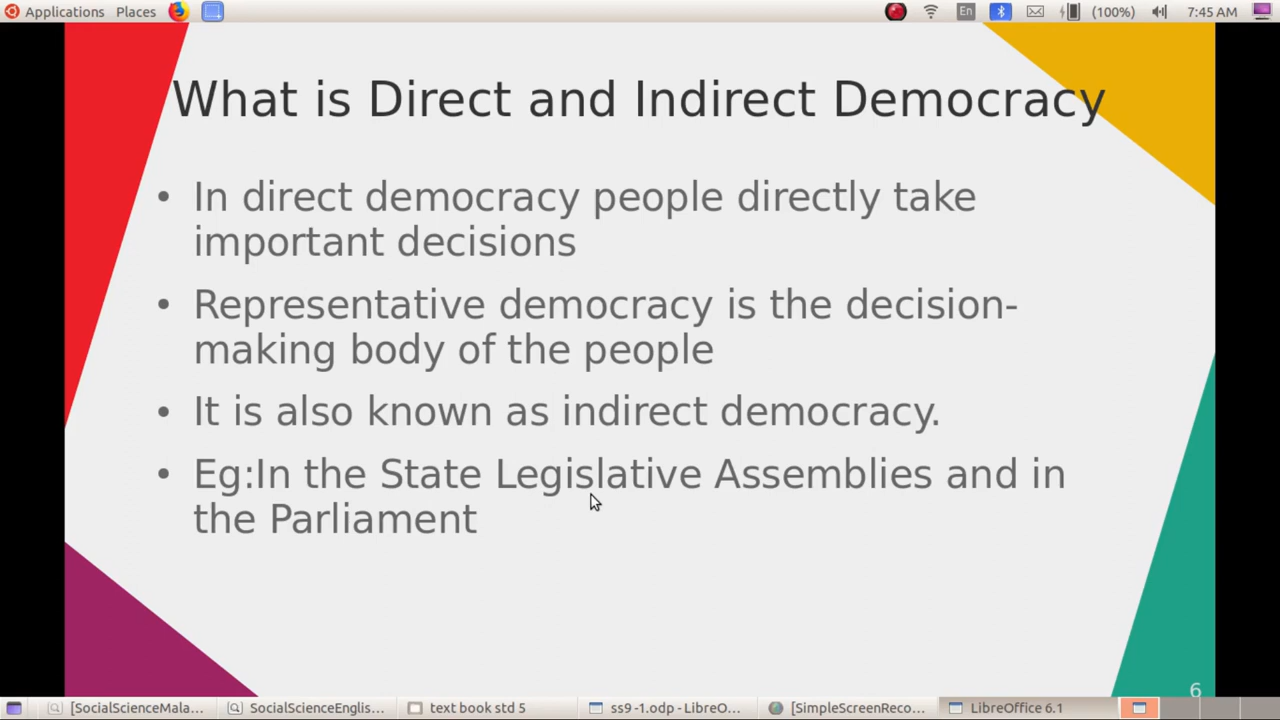 Applications Places En (100%) 7:45 AM
What is Direct and Indirect Democracy
• In direct democracy people directly take
important decisions
• Representative democracy is the decision-
making body of the people
• It is also known as indirect democracy.
• Eg:In the State Legislative Assemblies and in
the Parliament
6
[SocialScienceMala... SocialScienceEnglis... text book std 5 ss9 -1.odp - LibreO... [SimpleScreenReco... LibreOffice 6.1